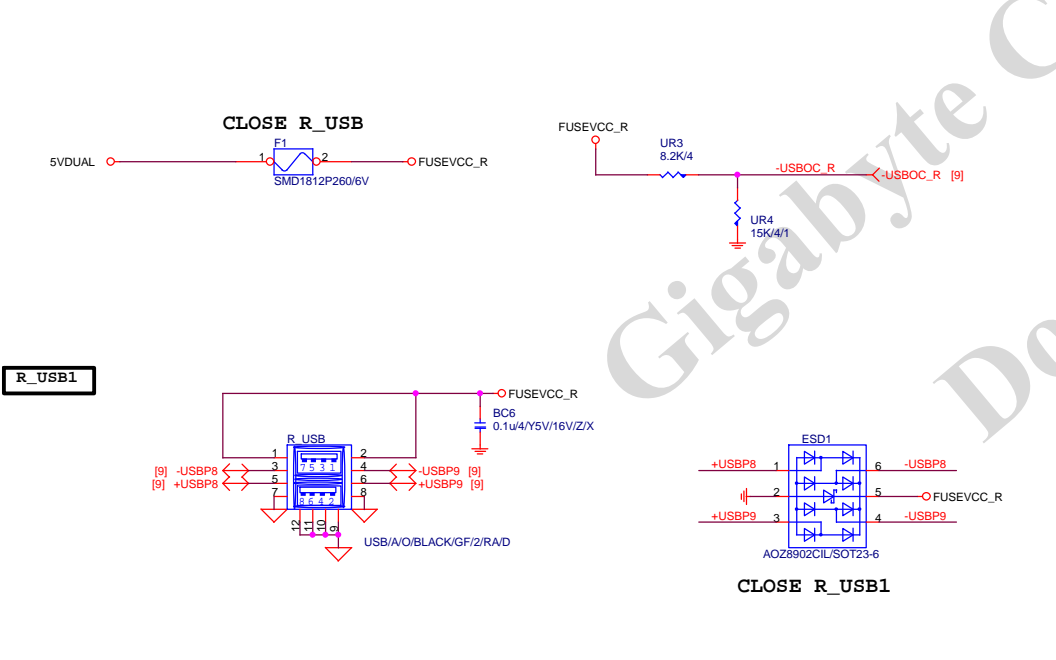 CLOSE R_USB
5VDUAL
F1
1
2
FUSEVCC_R
SMD1812P260/6V
FUSEVCC_R
UR3
8.2K/4
-USBOC_R
-USBOC_R [9]
UR4
15K/4/1
Gigabyte C
Do
R_USB1
FUSEVCC_R
BC6
0.1u/4/Y5V/16V/Z/X
R_USB
1
2
[9] -USBP8
3
4
-USBP9 [9]
[9] +USBP8
5
6
+USBP9 [9]
7
8
7 5 3 1
8 6 4 2
12
11
10
9
USB/A/O/BLACK/GF/2/RA/D
ESD1
+USBP8
1
6
-USBP8
2
5
FUSEVCC_R
+USBP9
3
4
-USBP9
AOZ8902CIL/SOT23-6
CLOSE R_USB1